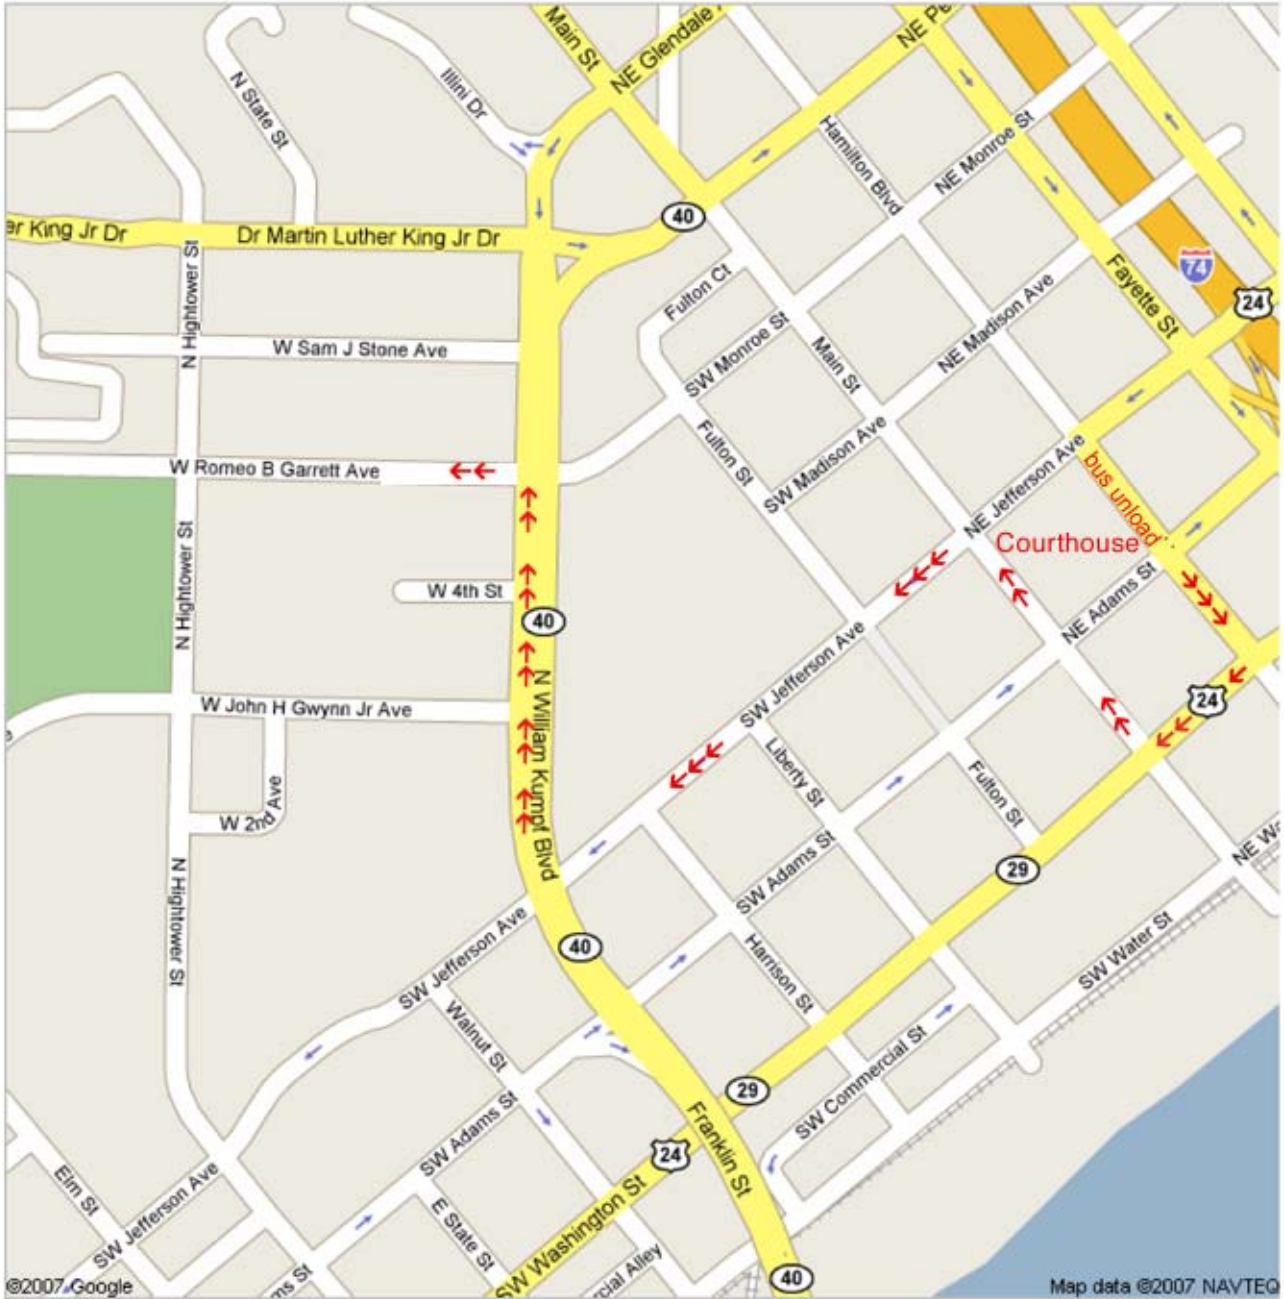 Main St
NE Glendale
NE Pe
N State St
Illini Dr
Hamilton Blvd
NE Monroe St
40
er King Jr Dr
Dr Martin Luther King Jr Dr
N Hightower St
Fulton Ct
74
24
Fayette St
NE Madison Ave
W Sam J Stone Ave
SW Monroe St
Main St
W Romeo B Garrett Ave
Fulton St
SW Madison Ave
NE Jefferson Ave
bus unload
Courthouse
N Hightower St
W 4th St
40
NE Adams St
SW Jefferson Ave
W John H Gwynn Jr Ave
N William Kumpf Blvd
24
Liberty St
Fulton St
W 2nd Ave
SW Adams St
29
NE Wa
N Hightower St
SW Jefferson Ave
40
Harrison St
SW Water St
Walnut St
SW Commercial St
29
SW Adams St
Franklin St
24
Elm St
SW Jefferson Ave
E State St
SW Washington St
cial Alley
ms St
40
©2007 Google
Map data ©2007 NAVTEQ